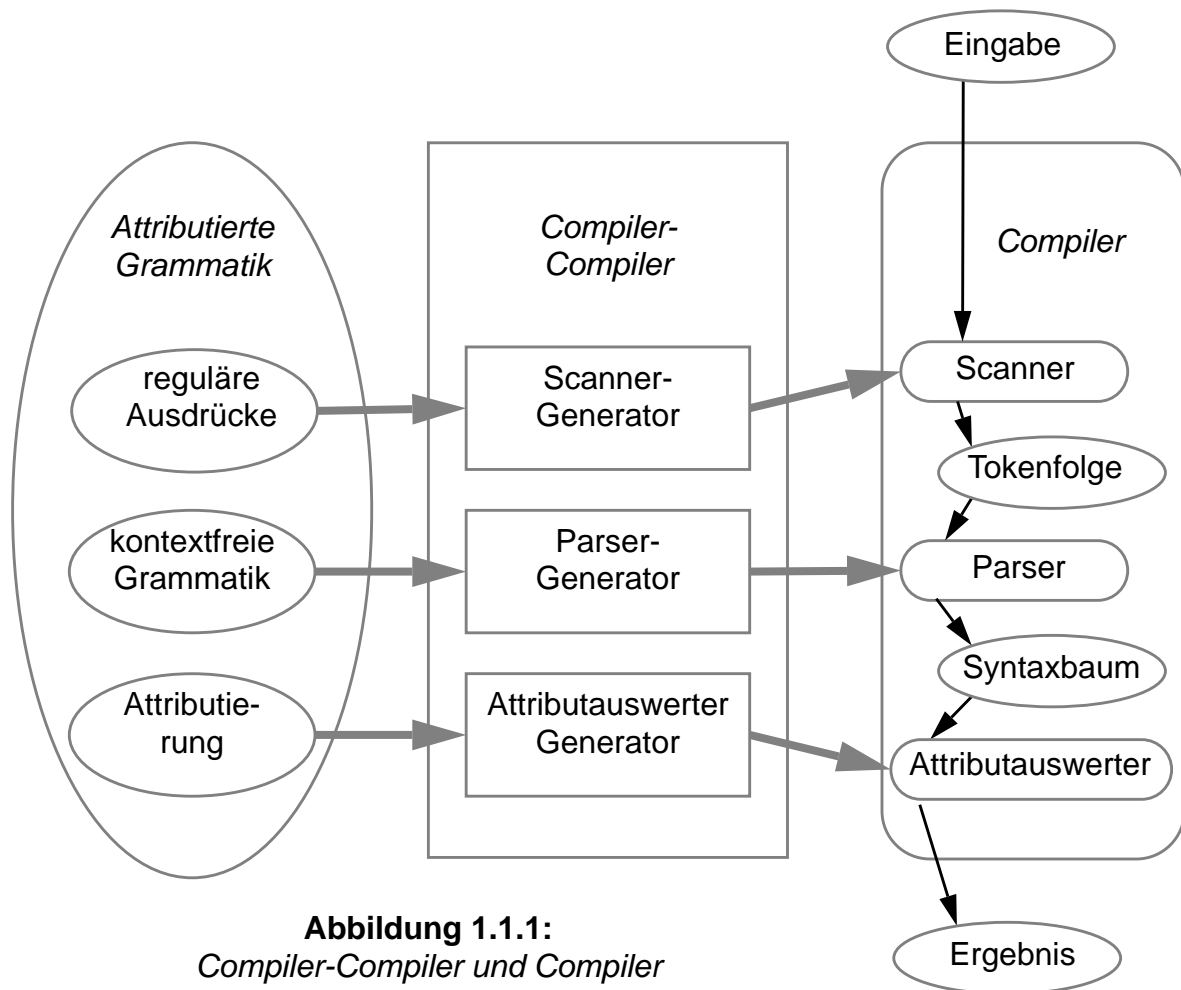 Eingabe
Attributierte
Grammatik
Compiler-
Compiler
Compiler
reguläre
Ausdrücke
Scanner-
Generator
Scanner
Tokenfolge
kontextfreie
Grammatik
Parser-
Generator
Parser
Syntaxbaum
Attributie-
rung
Attributauswerter
Generator
Attributauswerter
Ergebnis
Abbildung 1.1.1:
Compiler-Compiler und Compiler